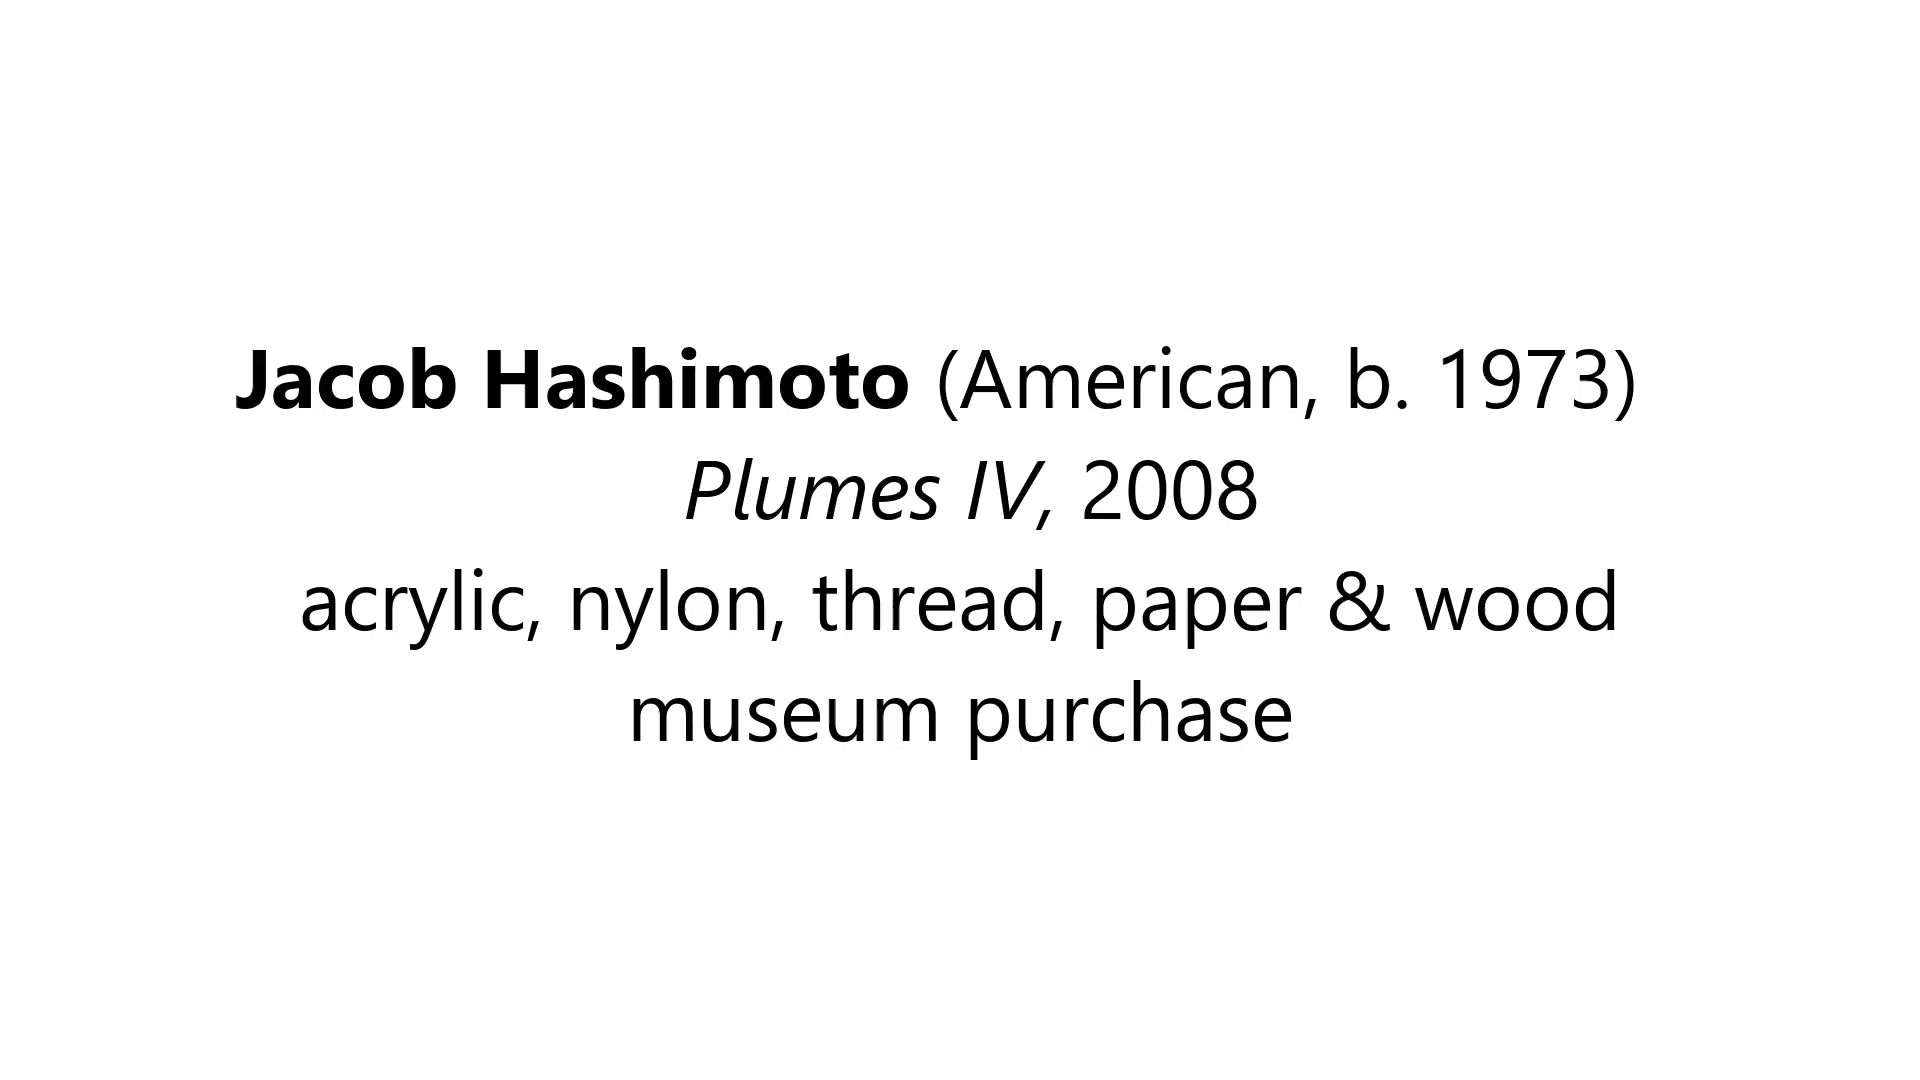 Jacob Hashimoto (American, b. 1973)
Plumes IV, 2008
acrylic, nylon, thread, paper & wood
museum purchase